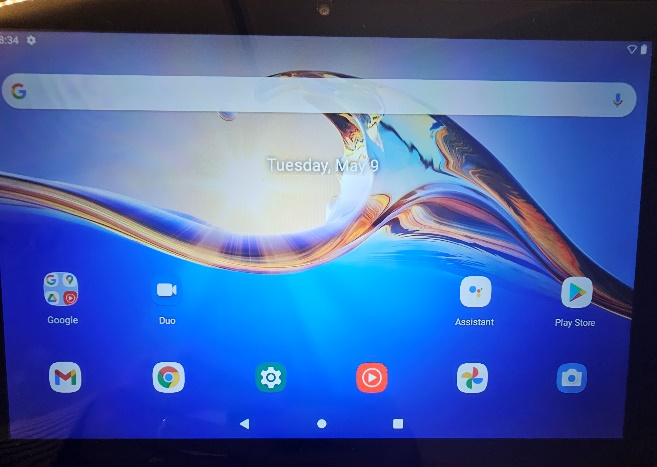 8:34
Tuesday, May 9
Google
Duo
Assistant
Play Store